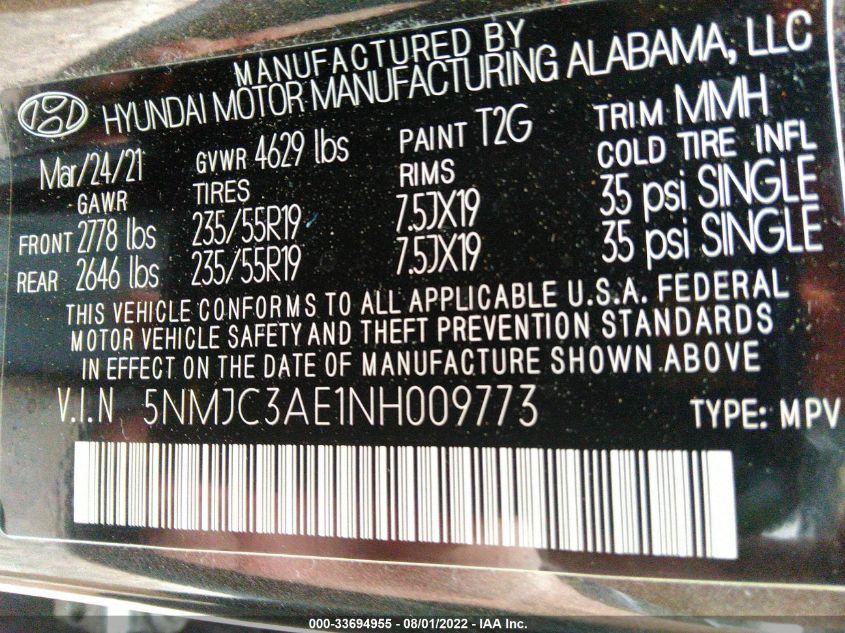 MANUFACTURED BY
HYUNDAI MOTOR MANUFACTURING ALABAMA, LLC
Mar/24/21 GVWR 4629 lbs PAINT T2G TRIM MMH
GAWR TIRES RIMS COLD TIRE INFL
FRONT 2778 lbs 235/55R19 7.5JX19 35 psi SINGLE
REAR 2646 lbs 235/55R19 7.5JX19 35 psi SINGLE
THIS VEHICLE CONFORMS TO ALL APPLICABLE U.S.A. FEDERAL
MOTOR VEHICLE SAFETY AND THEFT PREVENTION STANDARDS
IN EFFECT ON THE DATE OF MANUFACTURE SHOWN ABOVE
V.I.N 5NMJC3AE1NH009773 TYPE: MPV
000-33694955 - 08/01/2022 - IAA Inc.